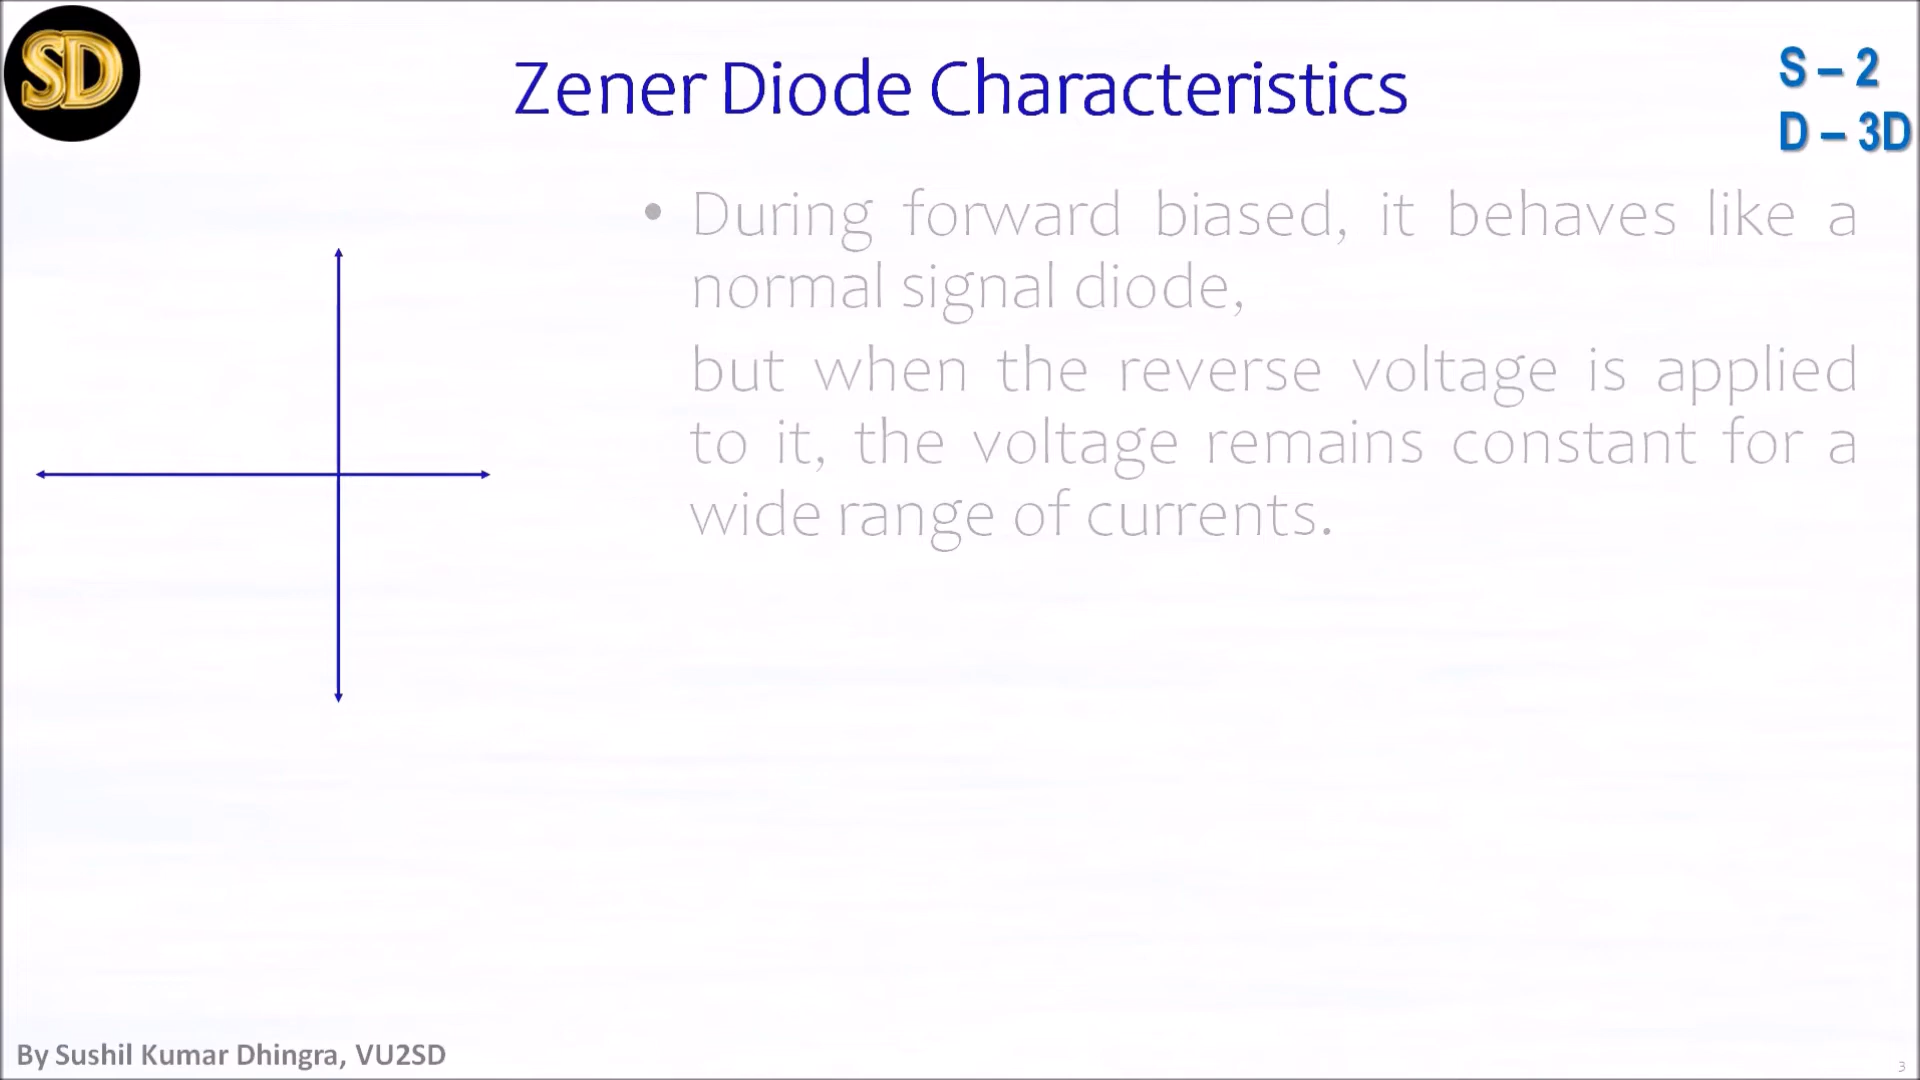 SD
Zener Diode Characteristics
S – 2
D – 3D
• During forward biased, it behaves like a
normal signal diode,
but when the reverse voltage is applied
to it, the voltage remains constant for a
wide range of currents.
By Sushil Kumar Dhingra, VU2SD
3